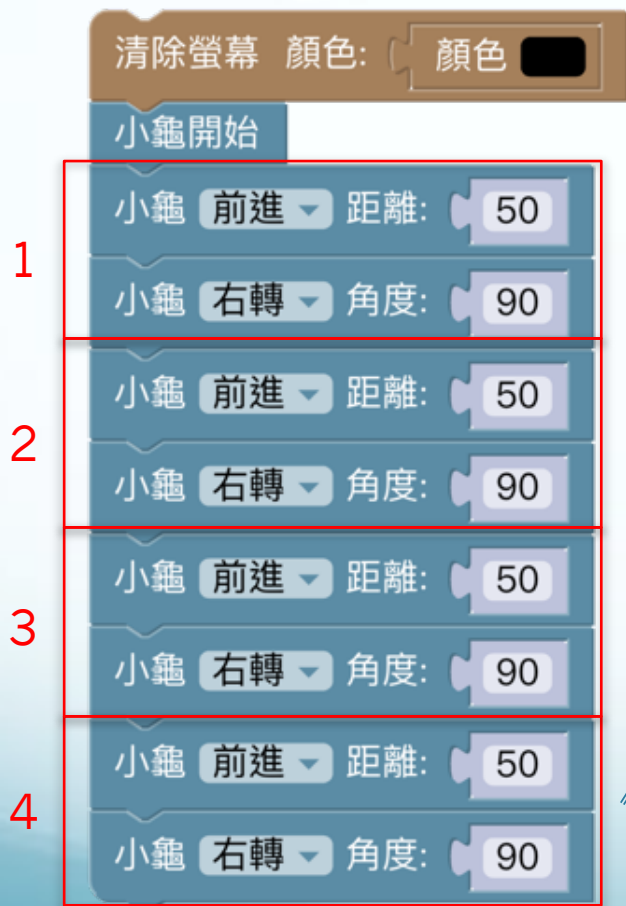 清除螢幕 顏色: 顏色
小龜開始
1
小龜 前進 距離: 50
小龜 右轉 角度: 90
2
小龜 前進 距離: 50
小龜 右轉 角度: 90
3
小龜 前進 距離: 50
小龜 右轉 角度: 90
4
小龜 前進 距離: 50
小龜 右轉 角度: 90